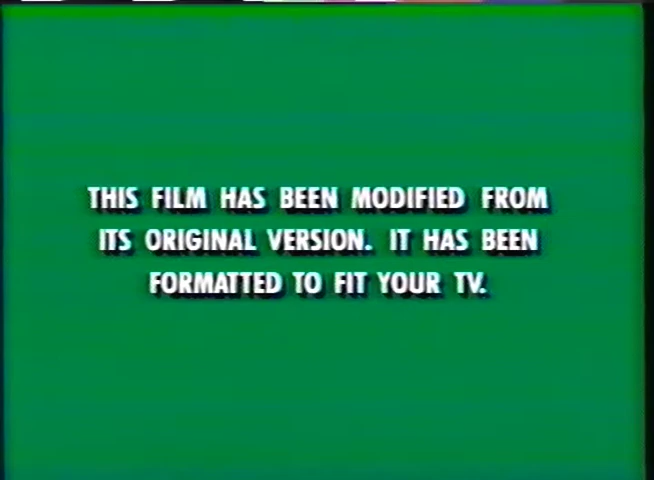 THIS FILM HAS BEEN MODIFIED FROM
ITS ORIGINAL VERSION. IT HAS BEEN
FORMATTED TO FIT YOUR TV.